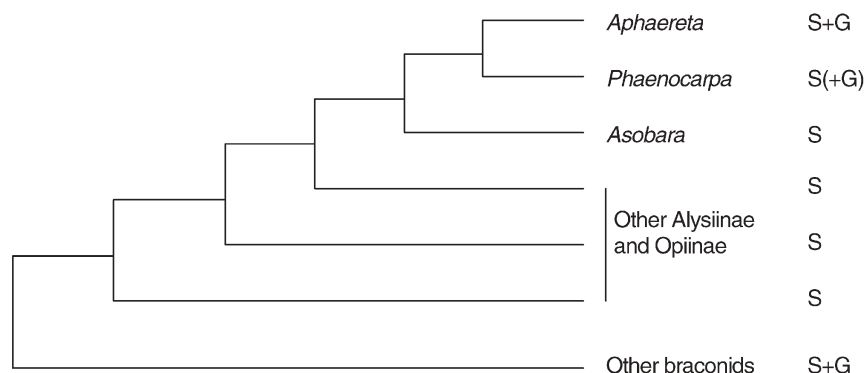 Aphaereta S+G
Phaenocarpa S(+G)
Asobara S
S
Other Alysiinae
and Opiinae
S
S
Other braconids S+G